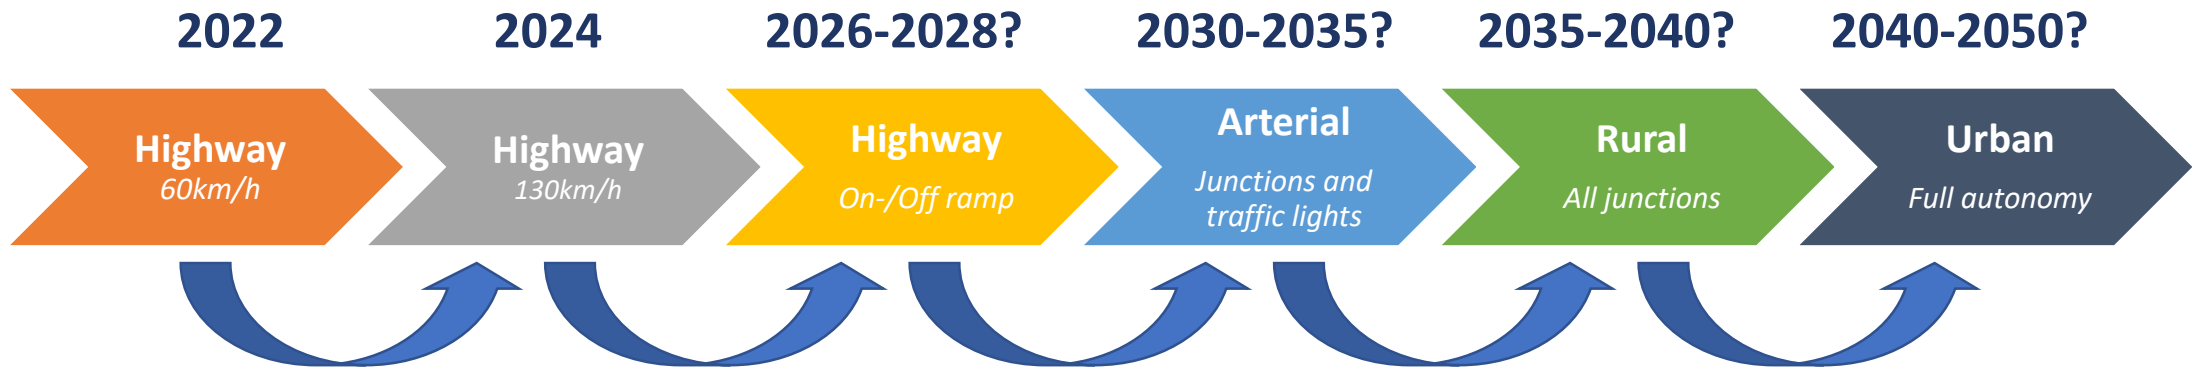 2022
2024
2026-2028?
2030-2035?
2035-2040?
2040-2050?
Highway
60km/h
Highway
130km/h
Highway
On-/Off ramp
Arterial
Junctions and
traffic lights
Rural
All junctions
Urban
Full autonomy